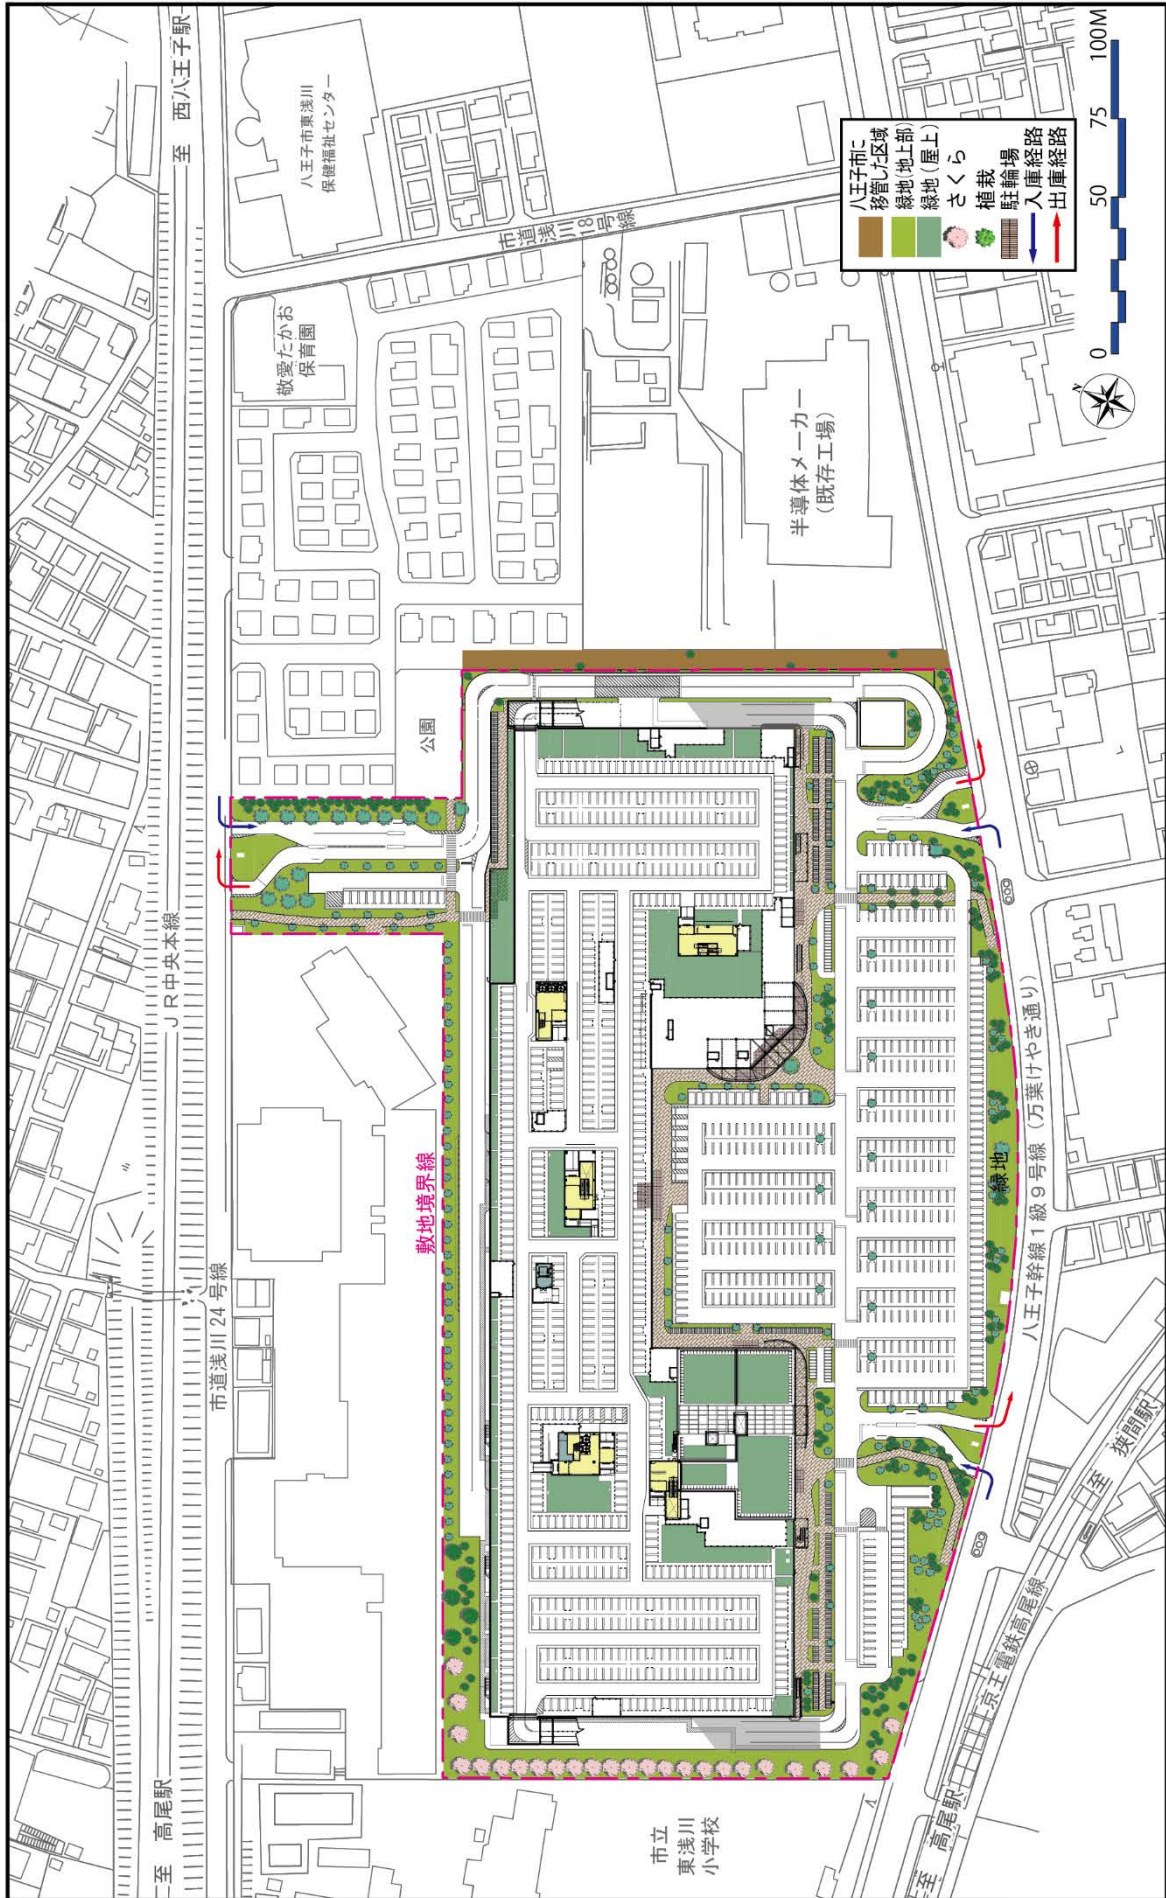 至 西八王子駅
八王子市東浅川
保健福祉センター
市道浅川18号線
敬愛たかお
保育園
半導体メーカー
（既存工場）
公園
八王子市に
移管した区域
緑地（地上部）
緑地（屋上）
さくら
植栽
駐輪場
入庫経路
出庫経路
0
50
75
100M
N
JR中央本線
市道浅川24号線
敷地境界線
緑地
八王子幹線1級9号線（万葉けやき通り）
至 狭間駅
京王電鉄高尾線
至 高尾駅
至 高尾駅
市立
東浅川
小学校